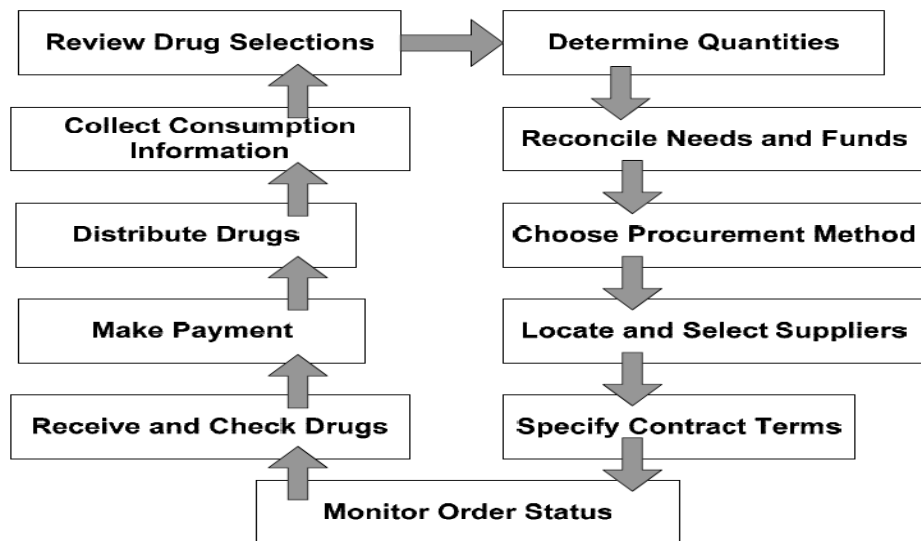 Review Drug Selections
Determine Quantities
Collect Consumption
Information
Reconcile Needs and Funds
Distribute Drugs
Choose Procurement Method
Make Payment
Locate and Select Suppliers
Receive and Check Drugs
Specify Contract Terms
Monitor Order Status